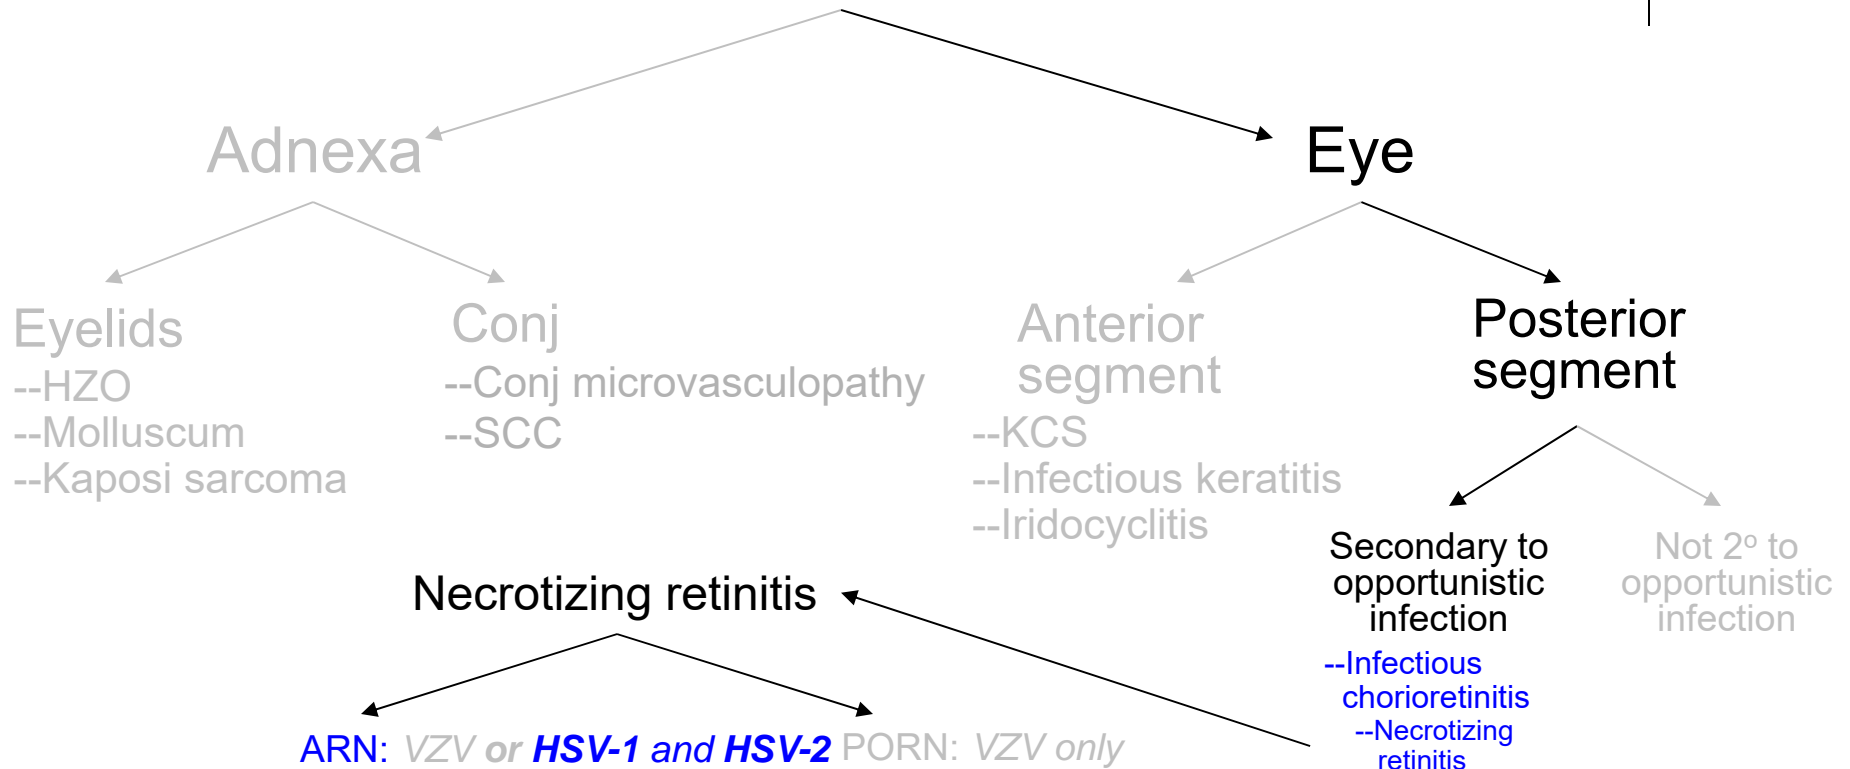 Adnexa
Eye
Eyelids
--HZO
--Molluscum
--Kaposi sarcoma
Conj
--Conj microvasculopathy
--SCC
Anterior
segment
--KCS
--Infectious keratitis
--Iridocyclitis
Posterior
segment
Secondary to
opportunistic
infection
--Infectious
chorioretinitis
--Necrotizing
retinitis
Not 2º to
opportunistic
infection
Necrotizing retinitis
ARN: VZV or HSV-1 and HSV-2
PORN: VZV only